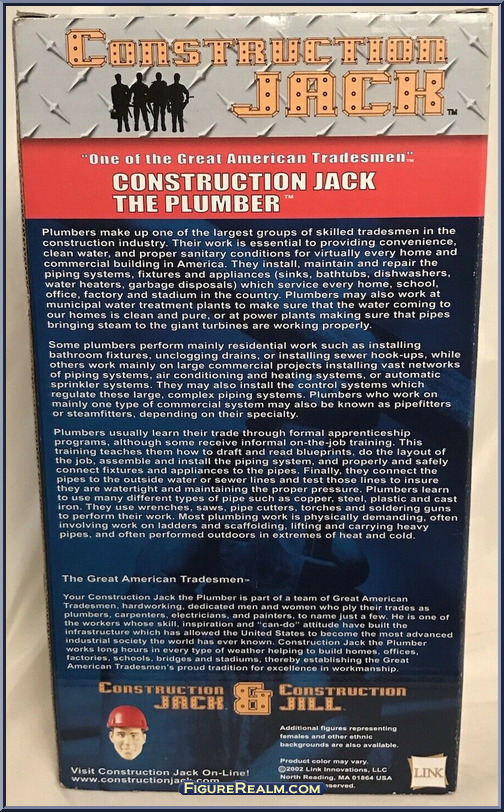 CONSTRUCTION
JACK™
"One of the Great American Tradesmen"™
CONSTRUCTION JACK
THE PLUMBER™
Plumbers make up one of the largest groups of skilled tradesmen in the
construction industry. Their work is essential to providing convenience,
clean water, and proper sanitary conditions for virtually every home and
commercial building in America. They install, maintain and repair the
piping systems, fixtures and appliances (sinks, bathtubs, dishwashers,
water heaters, garbage disposals) which service every home, school,
office, factory and stadium in the country. Plumbers may also work at
municipal water treatment plants to make sure that the water coming to
our homes is clean and pure, or at power plants making sure that pipes
bringing steam to the giant turbines are working properly.
Some plumbers perform mainly residential work such as installing
bathroom fixtures, unclogging drains, or installing sewer hook-ups, while
others work mainly on large commercial projects installing vast networks
of piping systems, air conditioning and heating systems, or automatic
sprinkler systems. They may also install the control systems which
regulate these large, complex piping systems. Plumbers who work on
mainly one type of commercial system may also be known as pipefitters
or steamfitters, depending on their specialty.
Plumbers usually learn their trade through formal apprenticeship
programs, although some receive informal on-the-job training. This
training teaches them how to draft and read blueprints, do the layout of
the job, assemble and install the piping system, and properly and safely
connect fixtures and appliances to the pipes. Finally, they connect the
pipes to the outside water or sewer lines and test those lines to insure
they are watertight and maintaining the proper pressure. Plumbers learn
to use many different types of pipe such as copper, steel, plastic and cast
iron. They use wrenches, saws, pipe cutters, torches and soldering guns
to perform their work. Most plumbing work is physically demanding, often
involving work on ladders and scaffolding, lifting and carrying heavy
pipes, and often performed outdoors in extremes of heat and cold.
The Great American Tradesmen™
Your Construction Jack the Plumber is part of a team of Great American
Tradesmen, hardworking, dedicated men and women who ply their trades as
plumbers, carpenters, electricians, and painters, to name just a few. He is one of
the workers whose skill, inspiration and "can-do" attitude have built the
infrastructure which has allowed the United States to become the most advanced
industrial society the world has ever known. Construction Jack the Plumber
works long hours in every type of weather helping to build homes, offices,
factories, schools, bridges and stadiums, thereby establishing the Great
American Tradesmen's proud tradition for excellence in workmanship.
CONSTRUCTION JACK & CONSTRUCTION JILL
Additional figures representing
females and other ethnic
backgrounds are also available.
Product color may vary.
©2002 Link Innovations, LLC
North Reading, MA 01864 USA
reserved.
Visit Construction Jack On-Line!
www.constructionjack.com
LINK
FIGUREREALM.COM